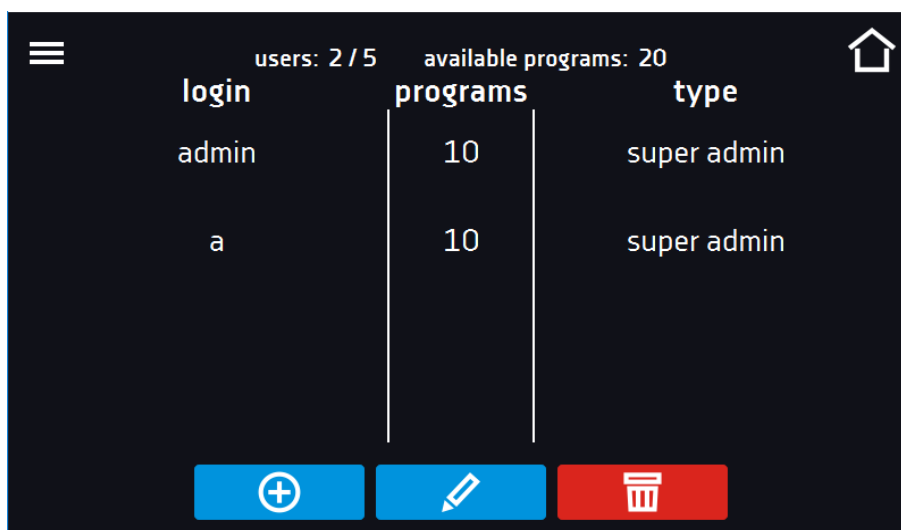 users: 2 / 5 available programs: 20
login programs type
admin 10 super admin
a 10 super admin